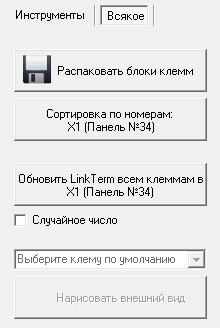 Инструменты
Всякое
Распаковать блоки клемм
Сортировка по номерам:
X1 (Панель №34)
Обновить LinkTerm всем клеммам в
X1 (Панель №34)
Случайное число
Выберите клему по умолчанию
Нарисовать внешний вид